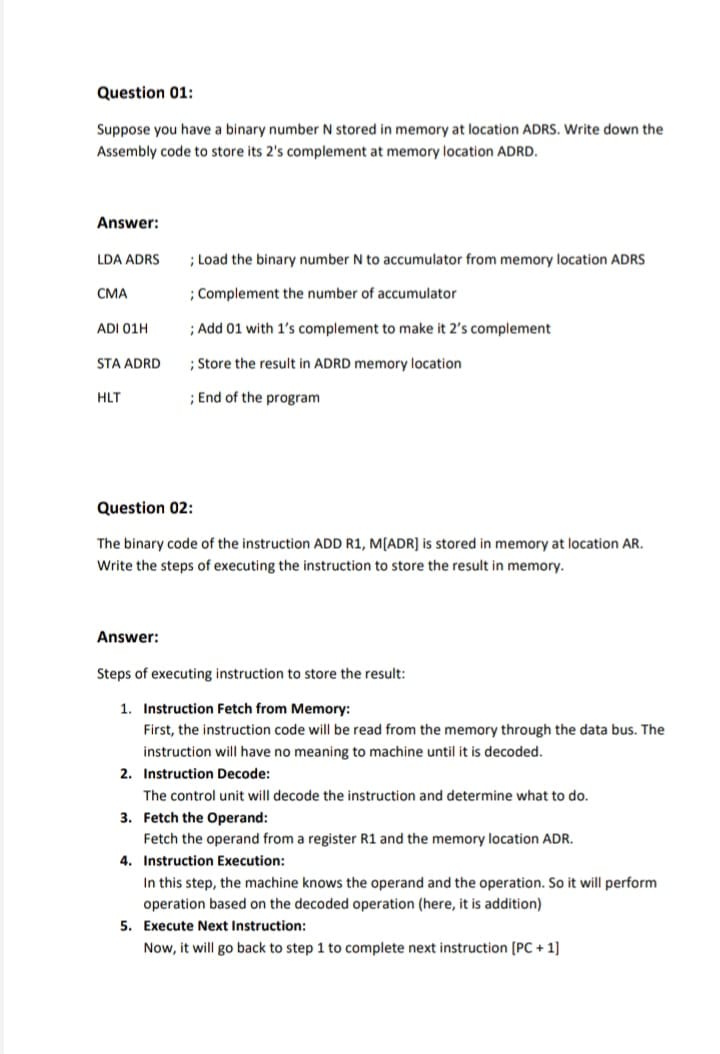 Question 01:
Suppose you have a binary number N stored in memory at location ADRS. Write down the
Assembly code to store its 2's complement at memory location ADRD.
Answer:
LDA ADRS ; Load the binary number N to accumulator from memory location ADRS
CMA ; Complement the number of accumulator
ADI 01H ; Add 01 with 1's complement to make it 2's complement
STA ADRD ; Store the result in ADRD memory location
HLT ; End of the program
Question 02:
The binary code of the instruction ADD R1, M[ADR] is stored in memory at location AR.
Write the steps of executing the instruction to store the result in memory.
Answer:
Steps of executing instruction to store the result:
1. Instruction Fetch from Memory:
First, the instruction code will be read from the memory through the data bus. The
instruction will have no meaning to machine until it is decoded.
2. Instruction Decode:
The control unit will decode the instruction and determine what to do.
3. Fetch the Operand:
Fetch the operand from a register R1 and the memory location ADR.
4. Instruction Execution:
In this step, the machine knows the operand and the operation. So it will perform
operation based on the decoded operation (here, it is addition)
5. Execute Next Instruction:
Now, it will go back to step 1 to complete next instruction [PC + 1]